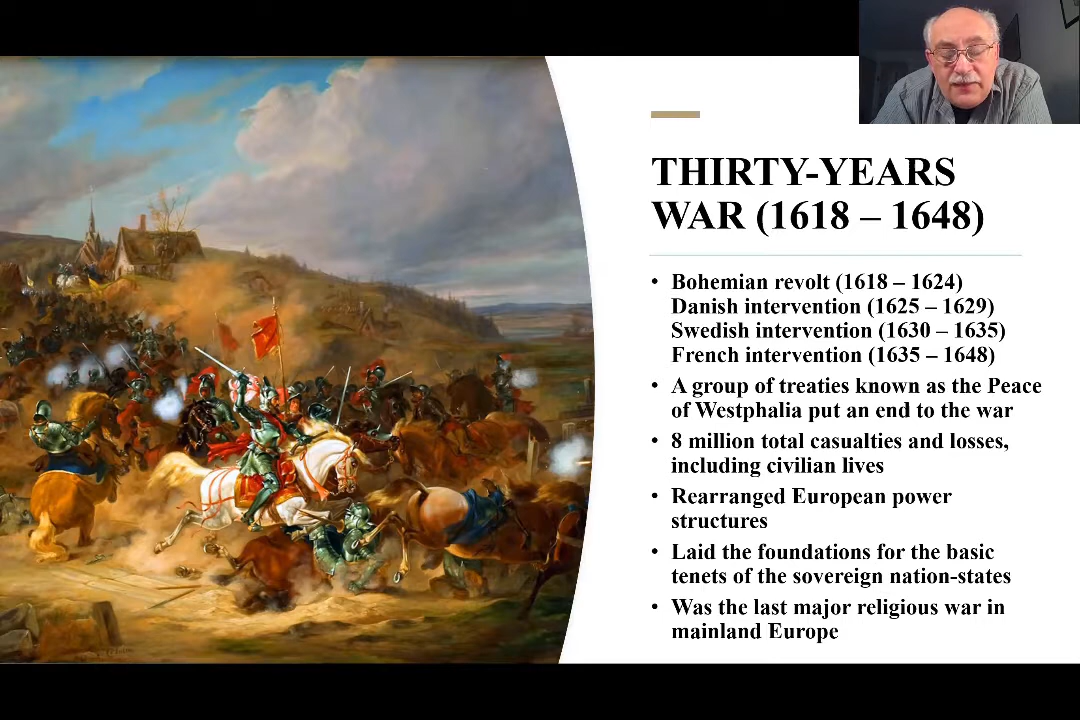 THIRTY-YEARS
WAR (1618 – 1648)
• Bohemian revolt (1618 – 1624)
Danish intervention (1625 – 1629)
Swedish intervention (1630 – 1635)
French intervention (1635 – 1648)
• A group of treaties known as the Peace
of Westphalia put an end to the war
• 8 million total casualties and losses,
including civilian lives
• Rearranged European power
structures
• Laid the foundations for the basic
tenets of the sovereign nation-states
• Was the last major religious war in
mainland Europe